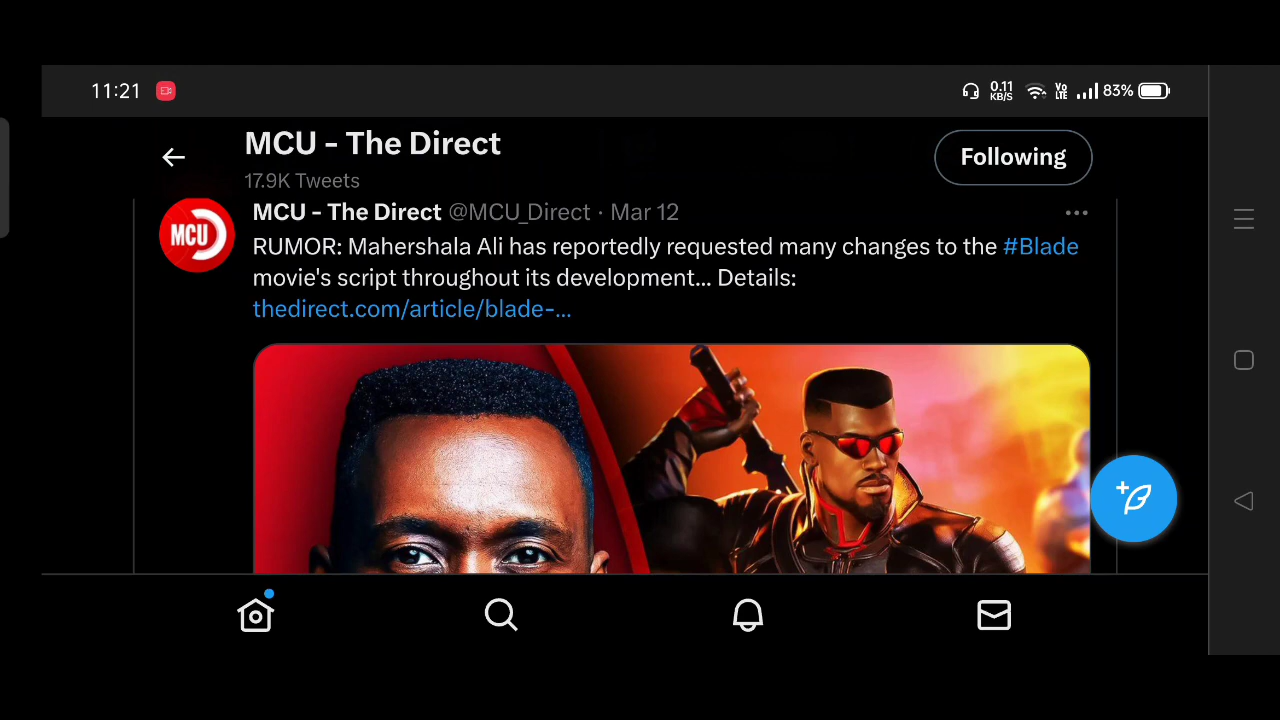 11:21
0.11 KB/S Vo LTE 83%
MCU - The Direct
Following
17.9K Tweets
MCU
MCU - The Direct @MCU_Direct · Mar 12
RUMOR: Mahershala Ali has reportedly requested many changes to the #Blade
movie's script throughout its development... Details:
thedirect.com/article/blade-...